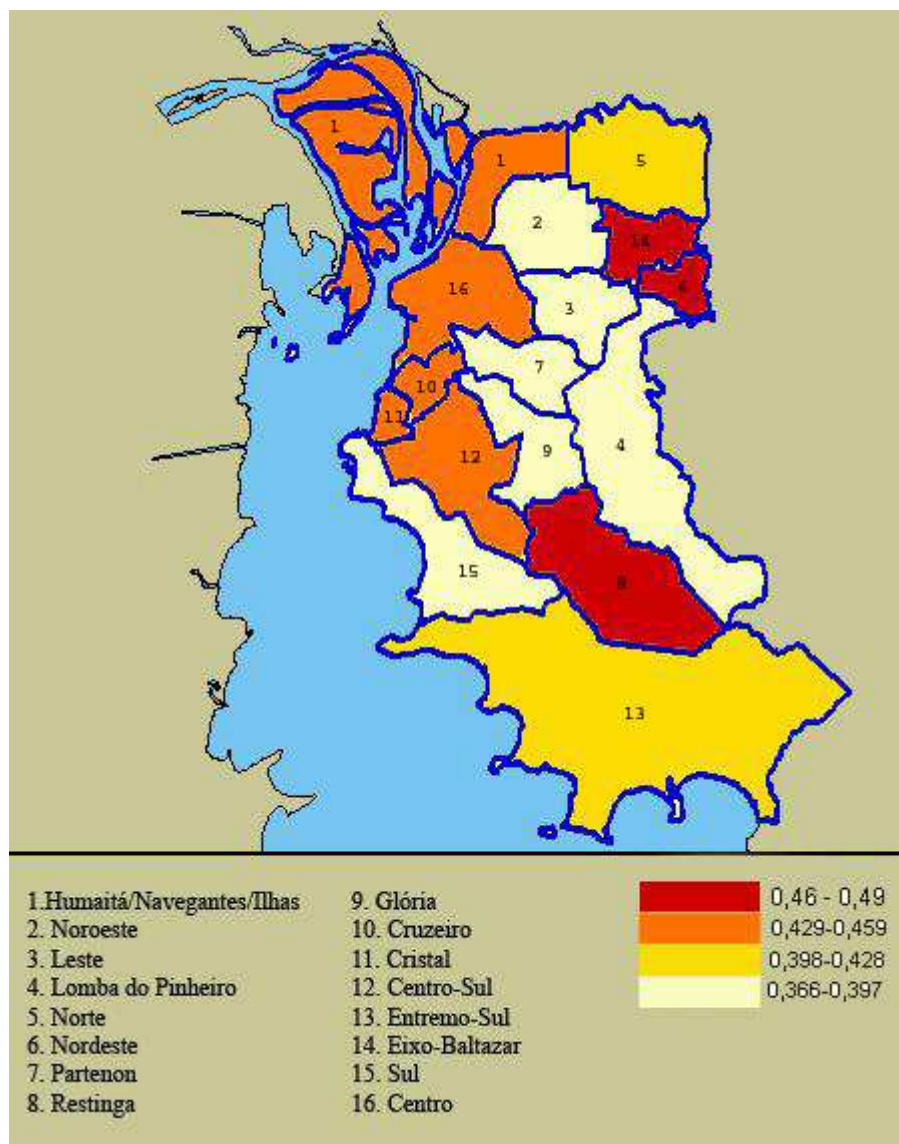 1
1
5
2
14
6
16
3
7
10
11
4
9
12
15
8
13
1.Humaitá/Navegantes/Ilhas
2. Noroeste
3. Leste
4. Lomba do Pinheiro
5. Norte
6. Nordeste
7. Partenon
8. Restinga
9. Glória
10. Cruzeiro
11. Cristal
12. Centro-Sul
13. Entremo-Sul
14. Eixo-Baltazar
15. Sul
16. Centro
0,46 - 0,49
0,429-0,459
0,398-0,428
0,366-0,397